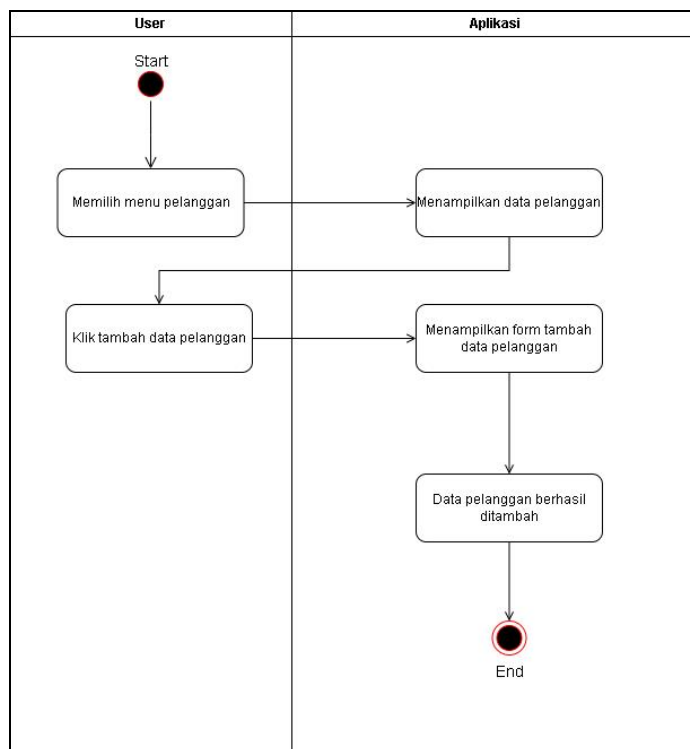 User
Aplikasi
Start
Memilih menu pelanggan
Menampilkan data pelanggan
Klik tambah data pelanggan
Menampilkan form tambah
data pelanggan
Data pelanggan berhasil
ditambah
End